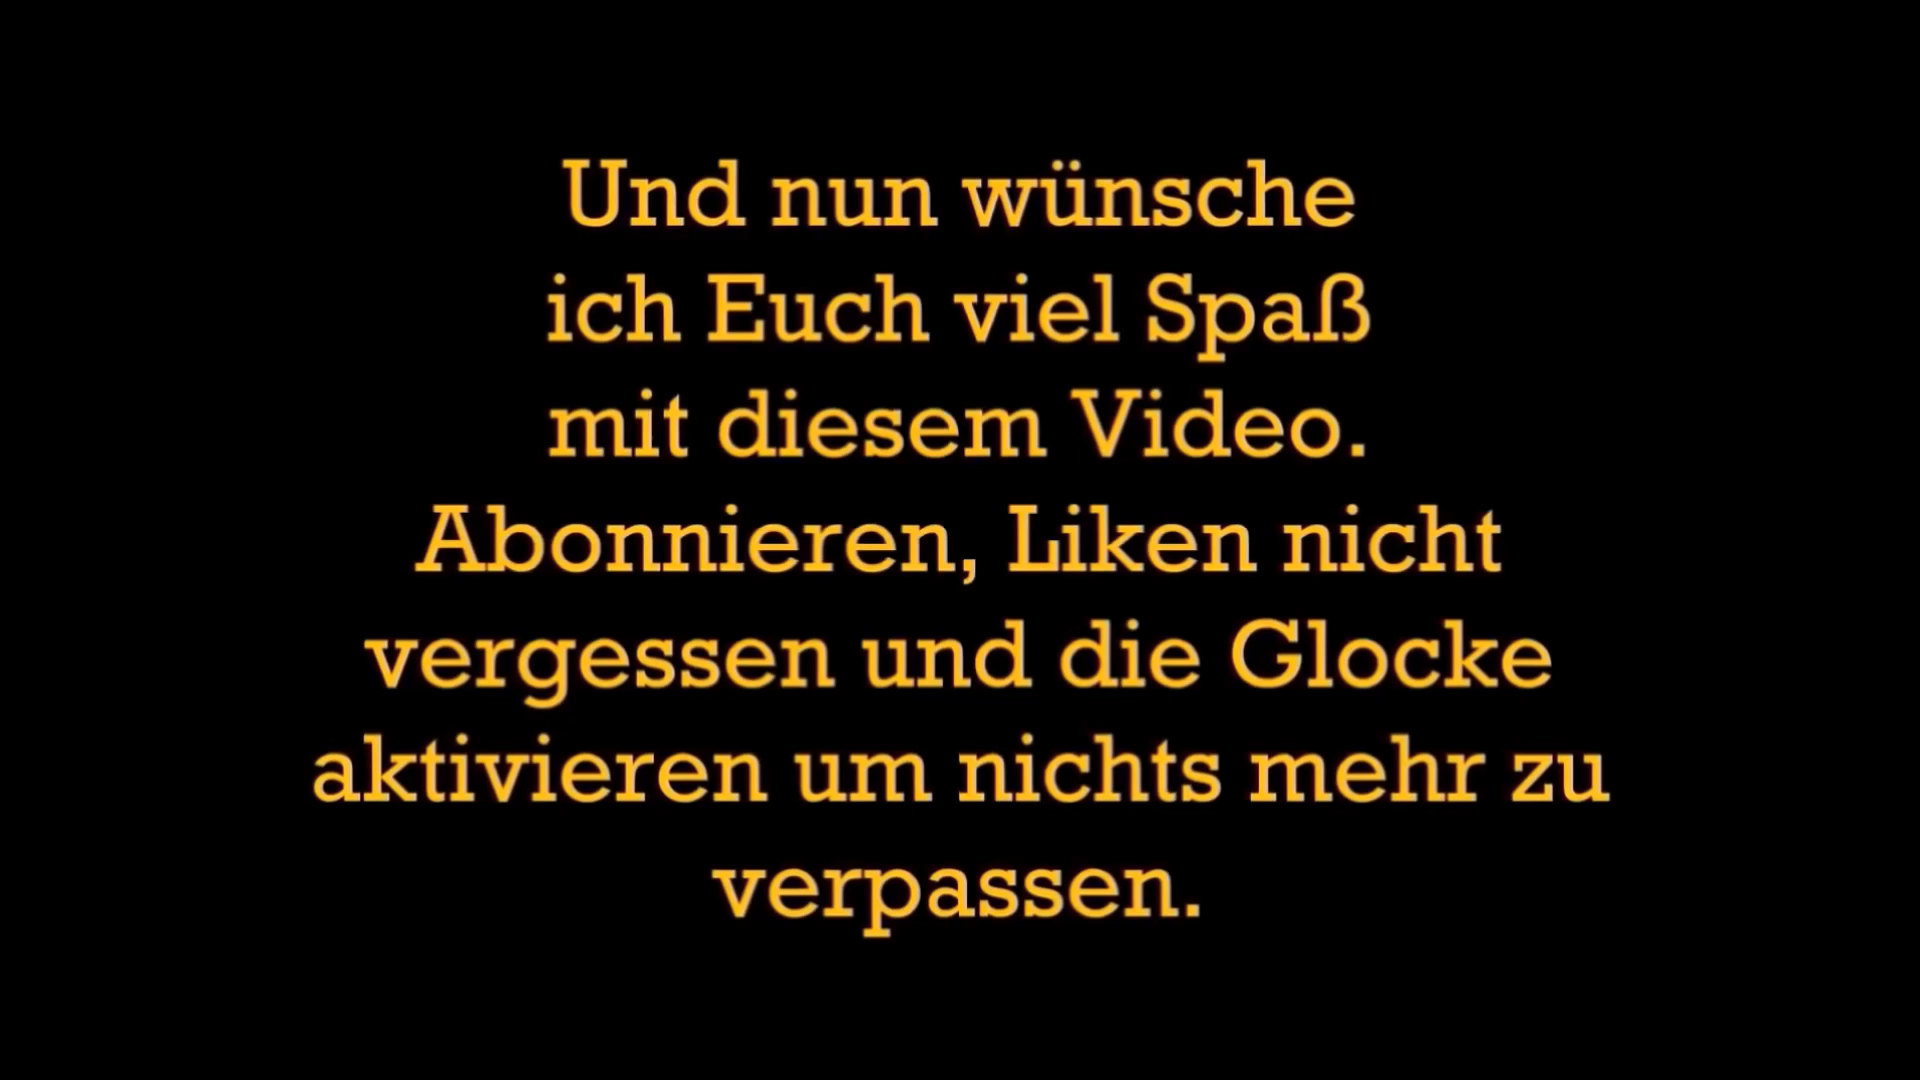 Und nun wünsche
ich Euch viel Spaß
mit diesem Video.
Abonnieren, Liken nicht
vergessen und die Glocke
aktivieren um nichts mehr zu
verpassen.